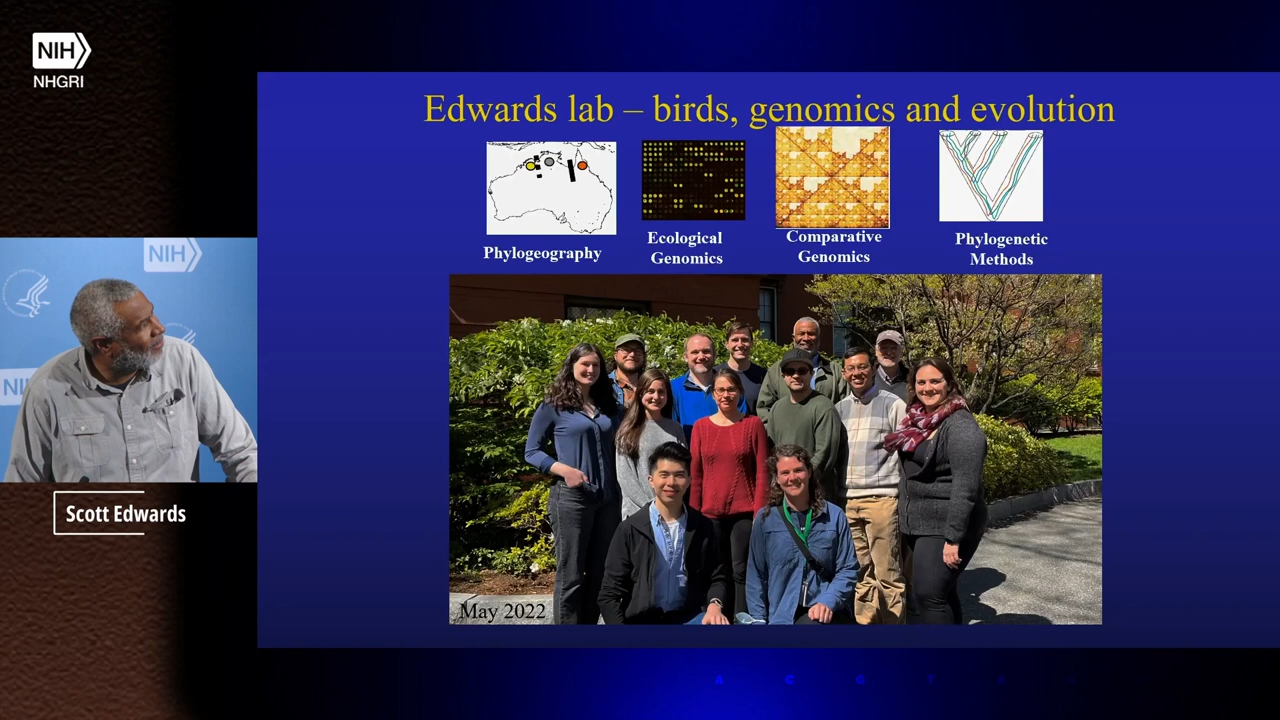 NIH
NHGRI
Edwards lab – birds, genomics and evolution
Phylogeography
Ecological
Genomics
Comparative
Genomics
Phylogenetic
Methods
May 2022
NIH
NI
Scott Edwards
A C G T